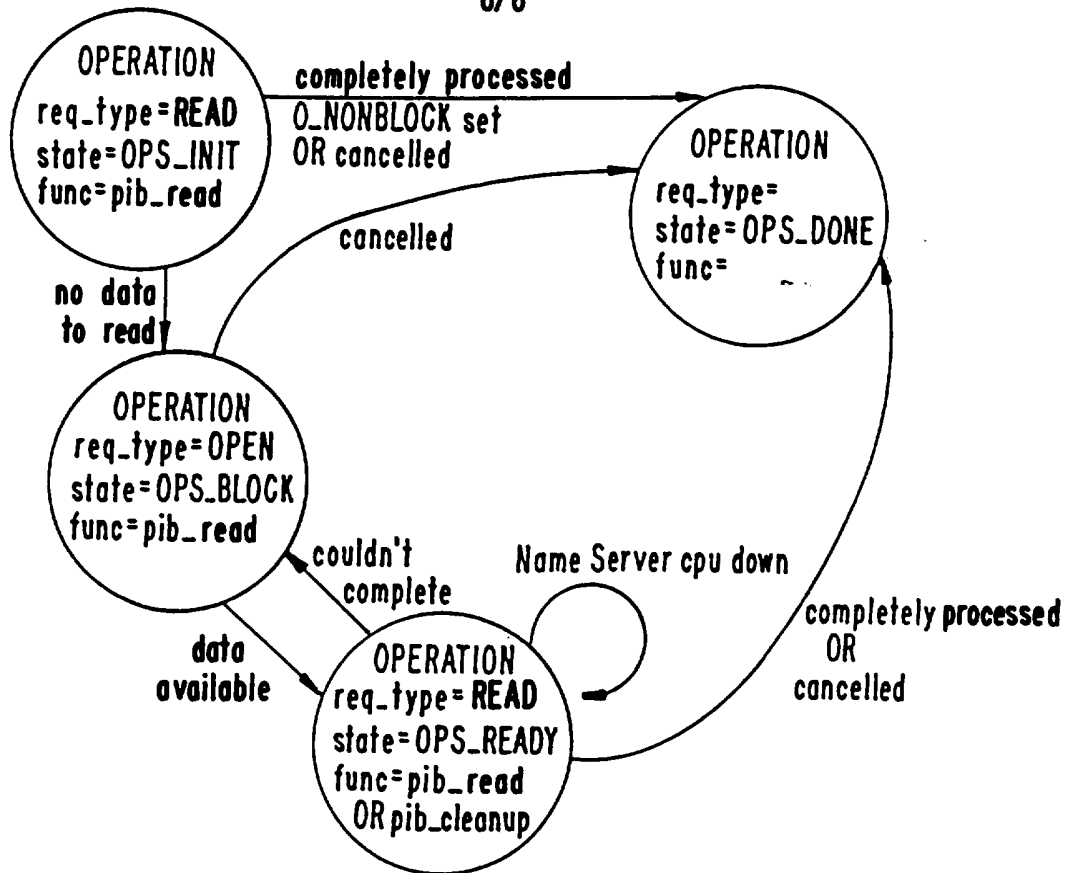 OPERATION
req_type=READ
state=OPS_INIT
func=pib_read
completely processed
O_NONBLOCK set
OR cancelled
OPERATION
req_type=
state=OPS_DONE
func=
cancelled
no data
to read
OPERATION
req_type=OPEN
state=OPS_BLOCK
func=pib_read
couldn't
complete
Name Server cpu down
data
available
OPERATION
req_type=READ
state=OPS_READY
func=pib_read
OR pib_cleanup
completely processed
OR
cancelled